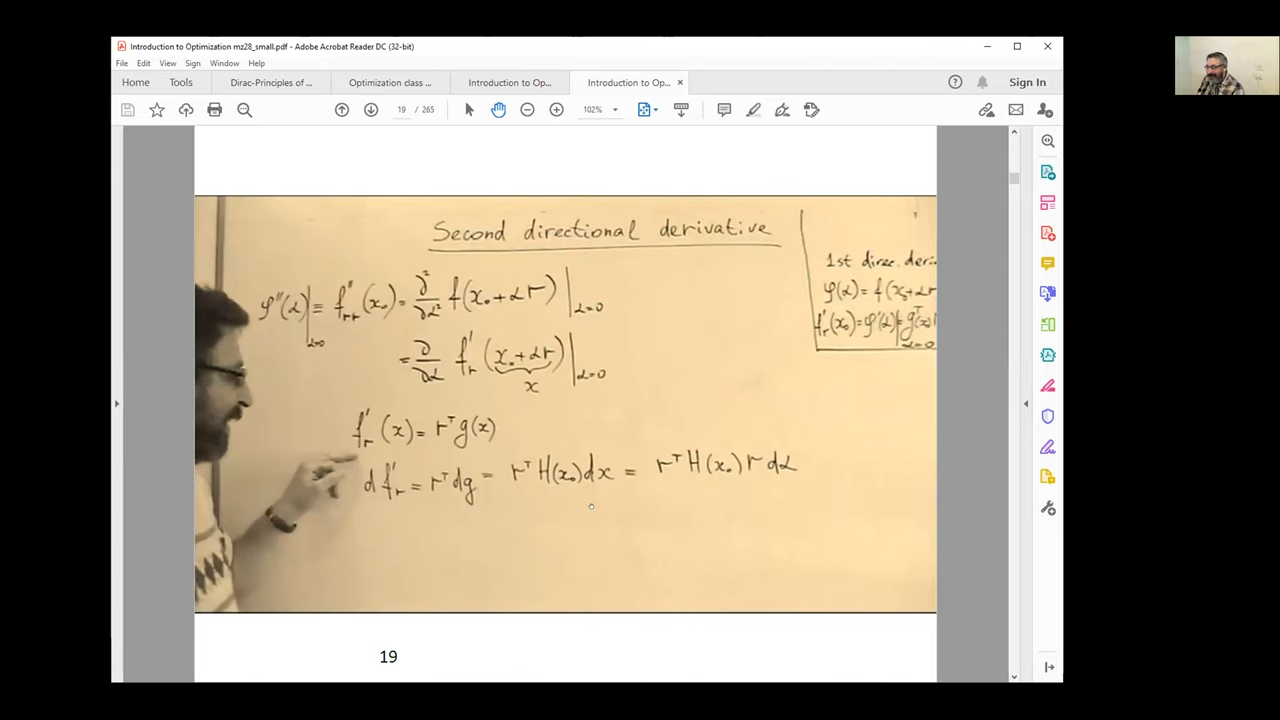 Introduction to Optimization mz28_small.pdf - Adobe Acrobat Reader DC (32-bit)
File Edit View Sign Window Help
Home Tools Dirac-Principles of ... Optimization class ... Introduction to Op... Introduction to Op... × Sign In
19 / 265 102%
Second directional derivative
φ''(α)|α=0 ≡ f''rr(x₀) = ∂²/∂α² f(x₀+αr)|α=0
= ∂/∂α f'r(x₀+αr)|α=0
x
f'r(x) = rᵀg(x)
df'r = rᵀdg = rᵀH(x₀)dx = rᵀH(x₀)r dα
1st direc. deri
φ(α) = f(x₀+αr
f'r(x₀) = φ'(α)|α=0 = gᵀ(x₀)
19